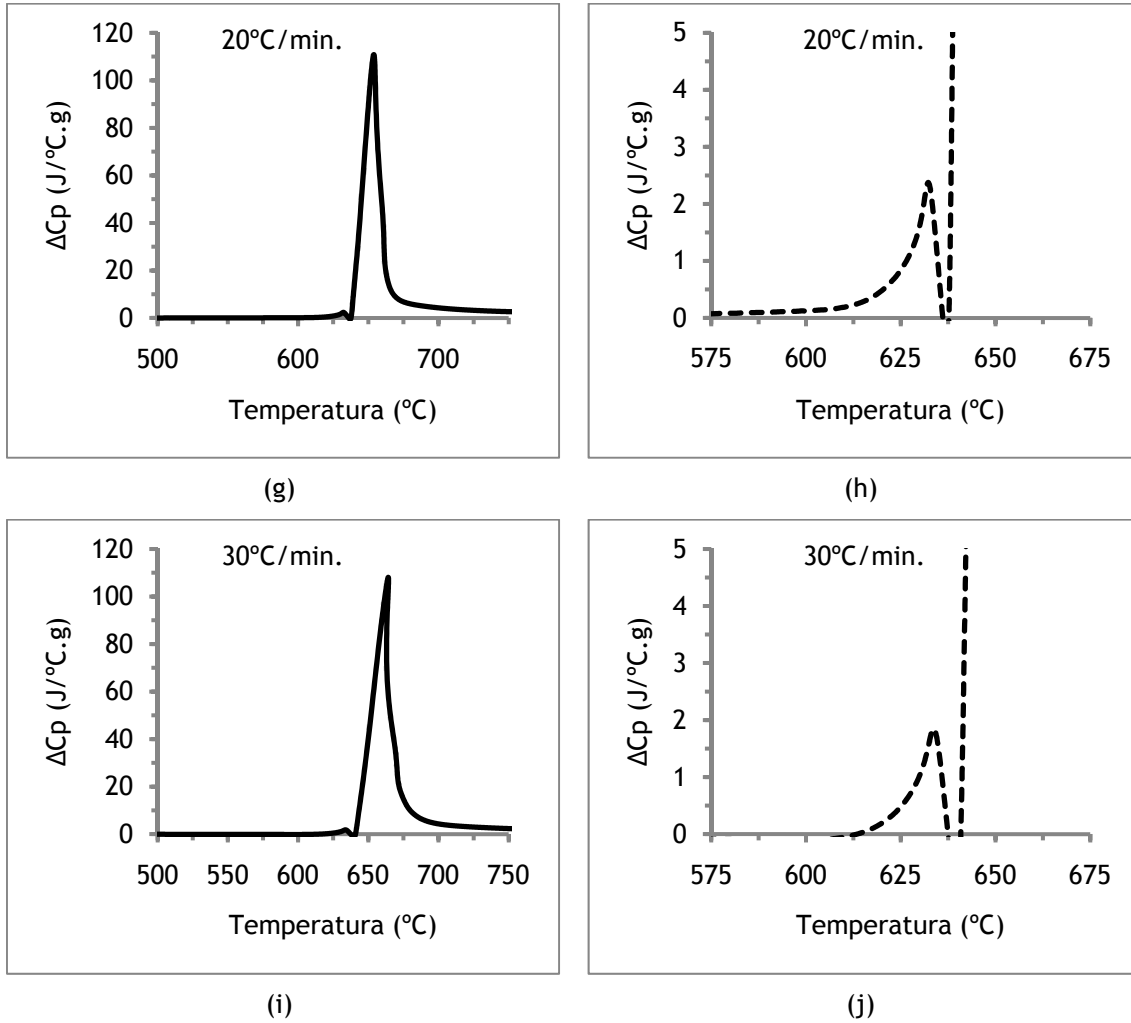 20ºC/min.
ΔCp (J/ºC.g)
120
100
80
60
40
20
0
500
600
700
Temperatura (ºC)
(g)
20ºC/min.
ΔCp (J/ºC.g)
5
4
3
2
1
0
575
600
625
650
675
Temperatura (ºC)
(h)
30ºC/min.
ΔCp (J/ºC.g)
120
100
80
60
40
20
0
500
550
600
650
700
750
Temperatura (ºC)
(i)
30ºC/min.
ΔCp (J/ºC.g)
5
4
3
2
1
0
575
600
625
650
675
Temperatura (ºC)
(j)